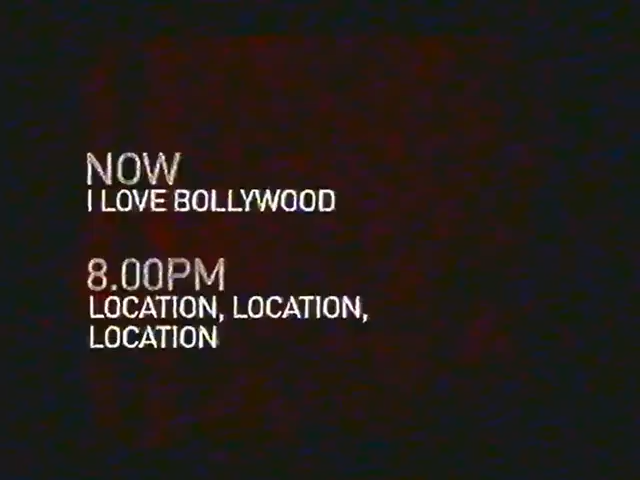 NOW
I LOVE BOLLYWOOD
8.00PM
LOCATION, LOCATION,
LOCATION